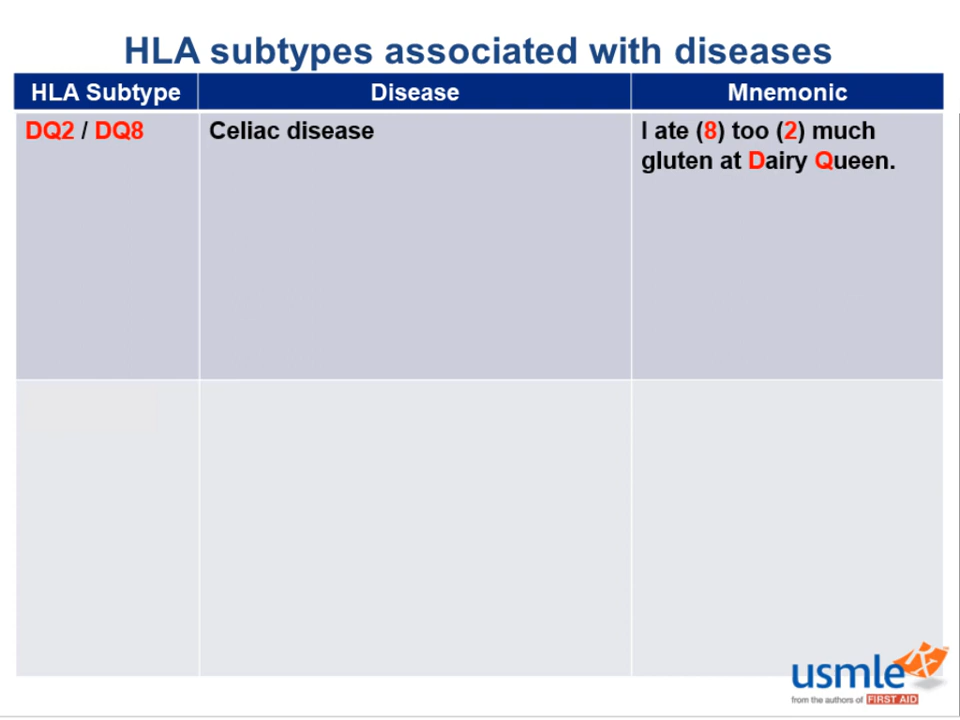 HLA subtypes associated with diseases
HLA Subtype Disease Mnemonic
DQ2 / DQ8 Celiac disease I ate (8) too (2) much
gluten at Dairy Queen.
usmle Rx
from the authors of FIRST AID